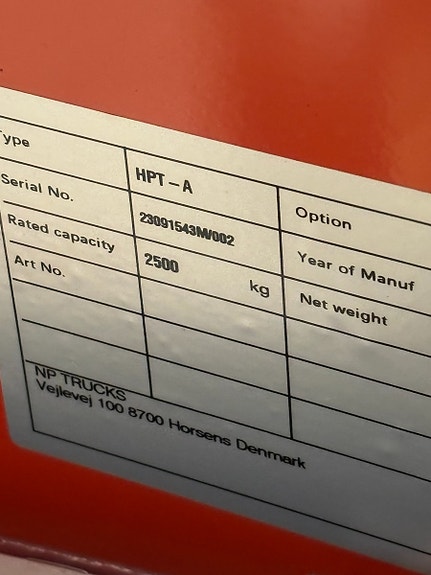 ype HPT-A Option
Serial No. 23091543M/002 Year of Manuf
Rated capacity 2500 kg Net weight
Art No.
NP TRUCKS
Vejlevej 100 8700 Horsens Denmark